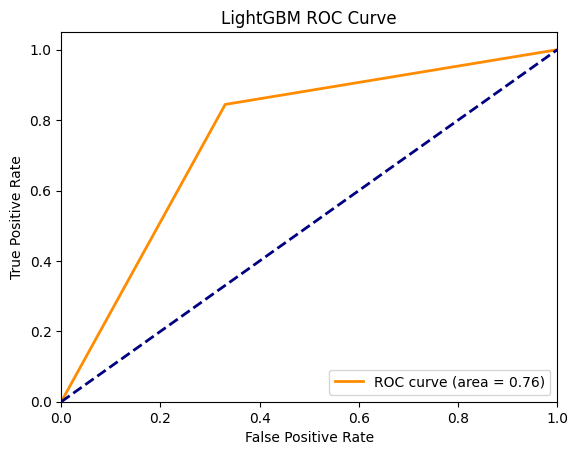 LightGBM ROC Curve
True Positive Rate
1.0
0.8
0.6
0.4
0.2
0.0
ROC curve (area = 0.76)
0.0 0.2 0.4 0.6 0.8 1.0
False Positive Rate